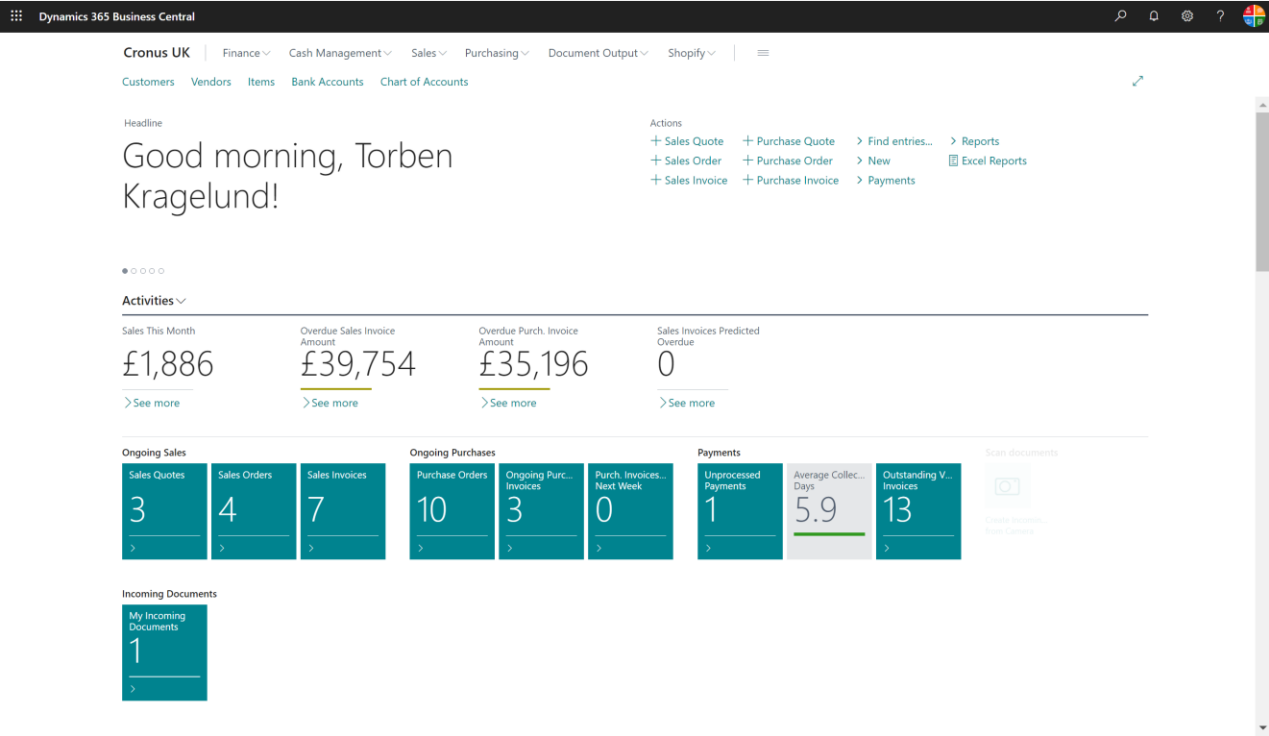 Dynamics 365 Business Central
?
Cronus UK
Finance
Cash Management
Sales
Purchasing
Document Output
Shopify
Customers
Vendors
Items
Bank Accounts
Chart of Accounts
Headline
Good morning, Torben
Kragelund!
Actions
+ Sales Quote
+ Purchase Quote
> Find entries...
> Reports
+ Sales Order
+ Purchase Order
> New
Excel Reports
+ Sales Invoice
+ Purchase Invoice
> Payments
Activities
Sales This Month
£1,886
> See more
Overdue Sales Invoice
Amount
£39,754
> See more
Overdue Purch. Invoice
Amount
£35,196
> See more
Sales Invoices Predicted
Overdue
0
> See more
Ongoing Sales
Sales Quotes
3
Sales Orders
4
Sales Invoices
7
Ongoing Purchases
Purchase Orders
10
Ongoing Purc...
Invoices
3
Purch. Invoices...
Next Week
0
Payments
Unprocessed
Payments
1
Average Collec...
Days
5.9
Outstanding V...
Invoices
13
Scan documents
Incoming Documents
My Incoming
Documents
1